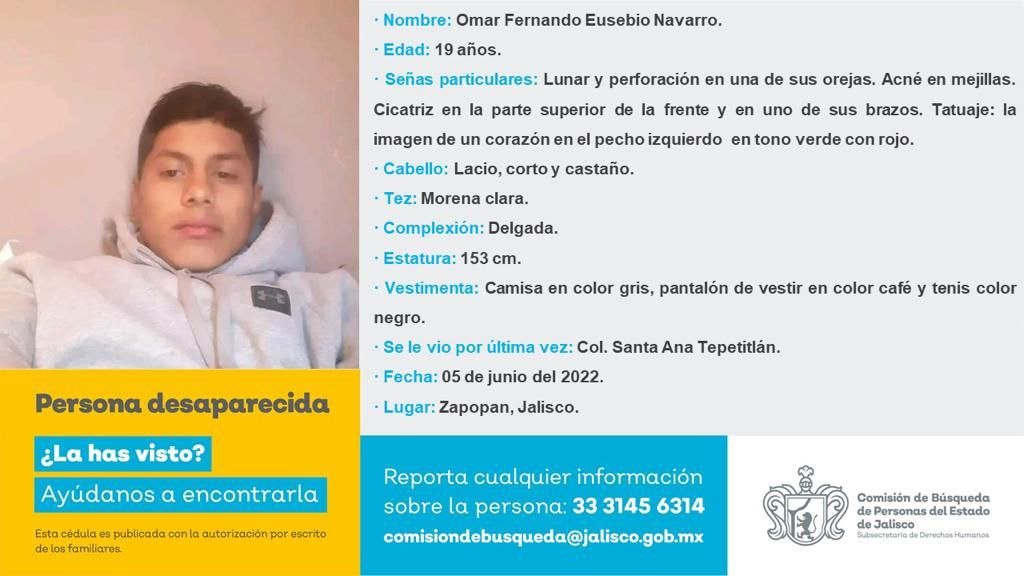 · Nombre: Omar Fernando Eusebio Navarro.
· Edad: 19 años.
· Señas particulares: Lunar y perforación en una de sus orejas. Acné en mejillas.
Cicatriz en la parte superior de la frente y en uno de sus brazos. Tatuaje: la
imagen de un corazón en el pecho izquierdo en tono verde con rojo.
· Cabello: Lacio, corto y castaño.
· Tez: Morena clara.
· Complexión: Delgada.
· Estatura: 153 cm.
· Vestimenta: Camisa en color gris, pantalón de vestir en color café y tenis color
negro.
· Se le vio por última vez: Col. Santa Ana Tepetitlán.
· Fecha: 05 de junio del 2022.
· Lugar: Zapopan, Jalisco.
Persona desaparecida
¿La has visto?
Ayúdanos a encontrarla
Esta cédula es publicada con la autorización por escrito
de los familiares.
Reporta cualquier información
sobre la persona: 33 3145 6314
comisiondebusqueda@jalisco.gob.mx
Comisión de Búsqueda
de Personas del Estado
de Jalisco
Subsecretaría de Derechos Humanos